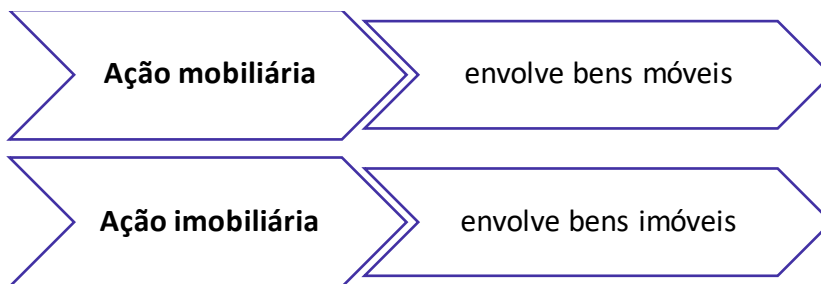 Ação mobiliária
envolve bens móveis
Ação imobiliária
envolve bens imóveis